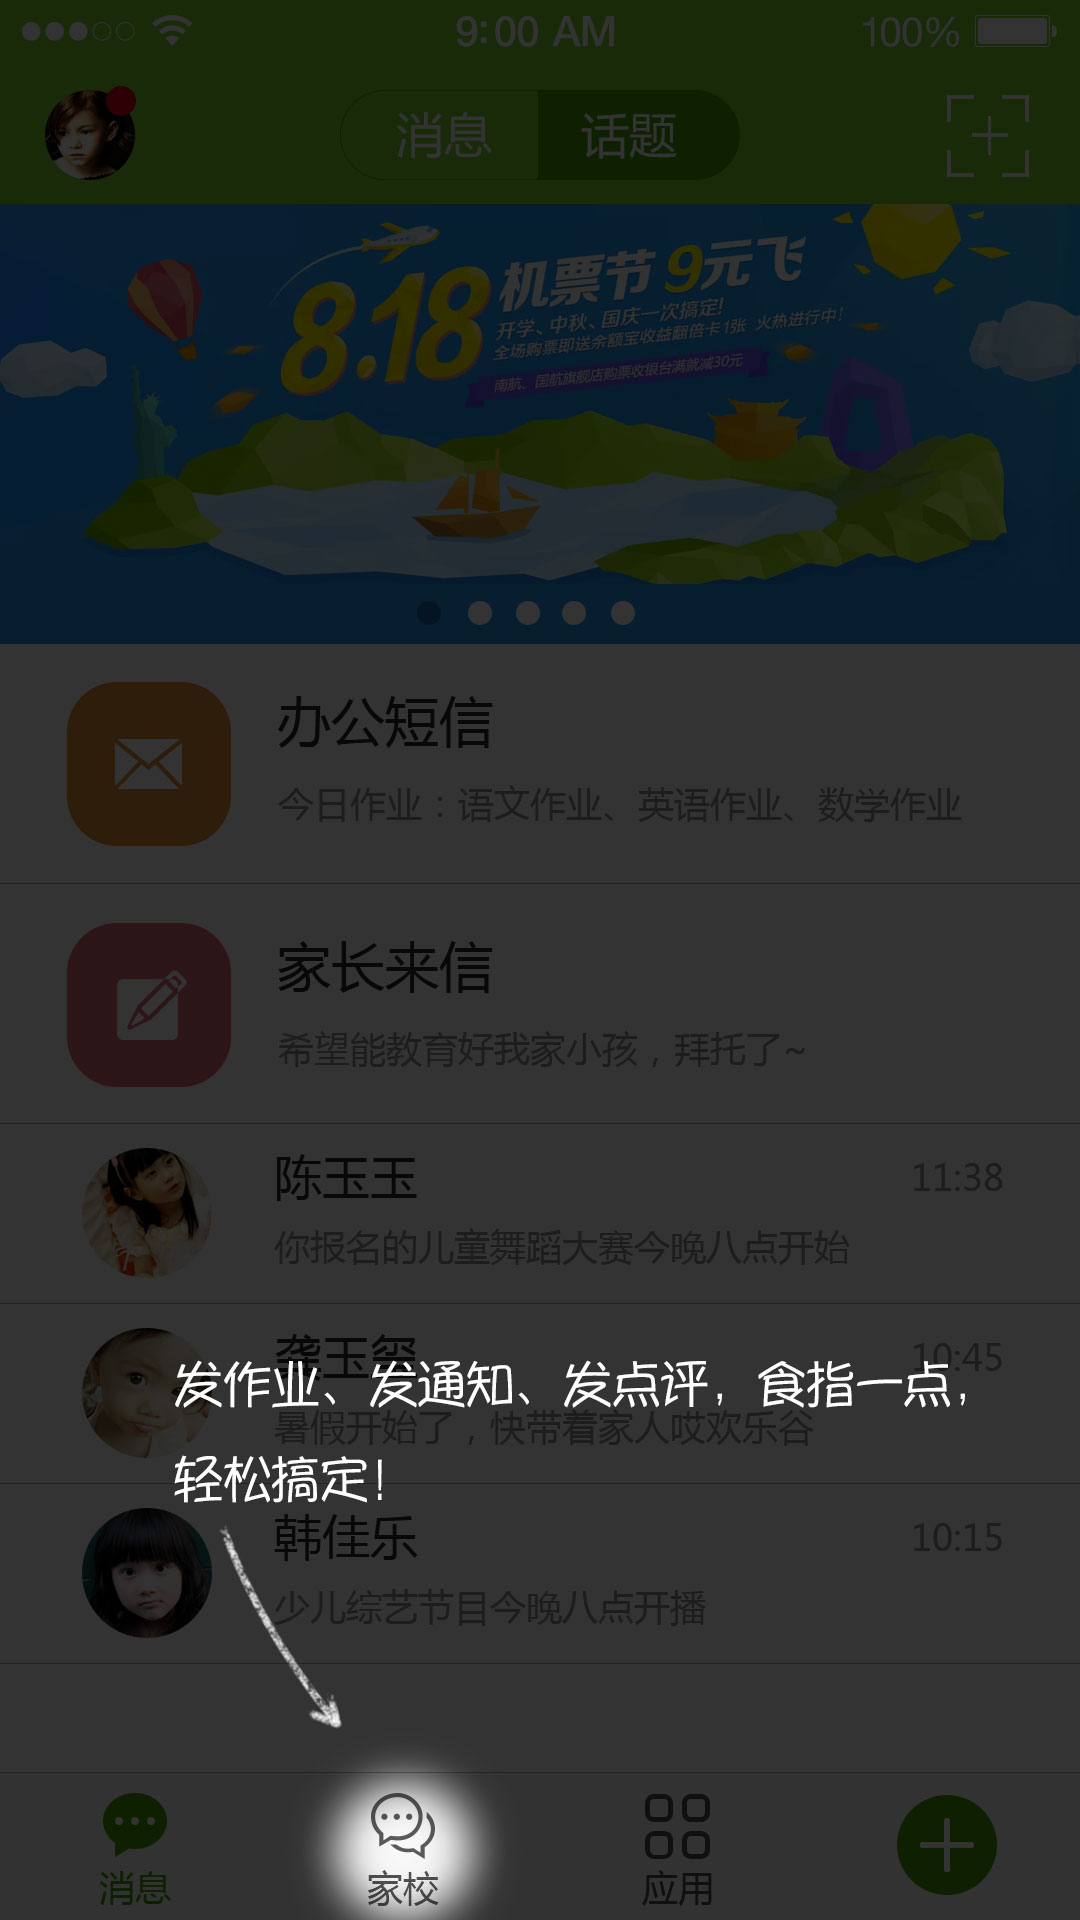 9:00 AM
100%
消息
话题
8.18 机票节 9元飞
开学、中秋、国庆一次搞定!
全场购票即送余额宝收益翻倍卡1张 火热进行中!
南航、国航旗舰店购票收银台满就减30元
办公短信
今日作业：语文作业、英语作业、数学作业
家长来信
希望能教育好我家小孩，拜托了~
陈玉玉
11:38
你报名的儿童舞蹈大赛今晚八点开始
龚玉玺
10:45
发作业、发通知、发点评，食指一点，
暑假开始了，快带着家人哎欢乐谷
轻松搞定！
韩佳乐
10:15
少儿综艺节目今晚八点开播
消息
家校
应用